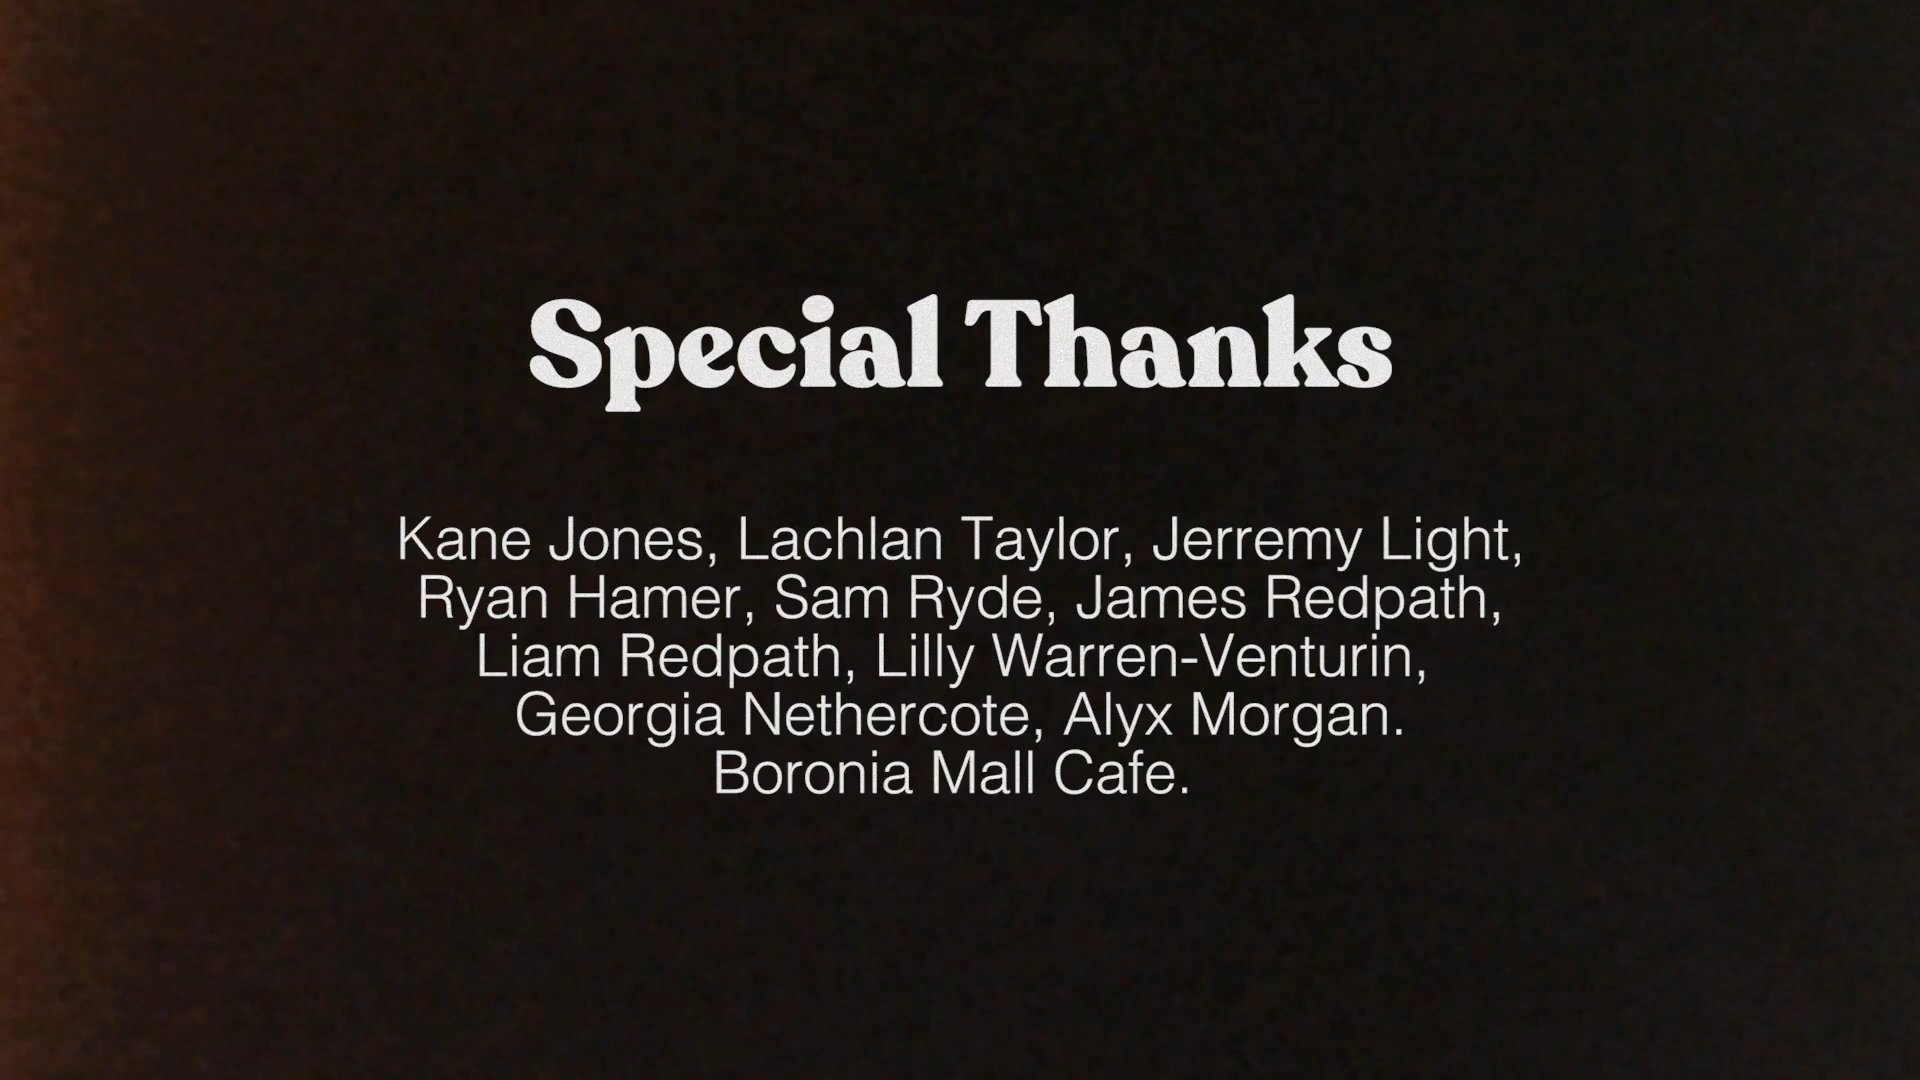 Special Thanks
Kane Jones, Lachlan Taylor, Jerremy Light,
Ryan Hamer, Sam Ryde, James Redpath,
Liam Redpath, Lilly Warren-Venturin,
Georgia Nethercote, Alyx Morgan.
Boronia Mall Cafe.